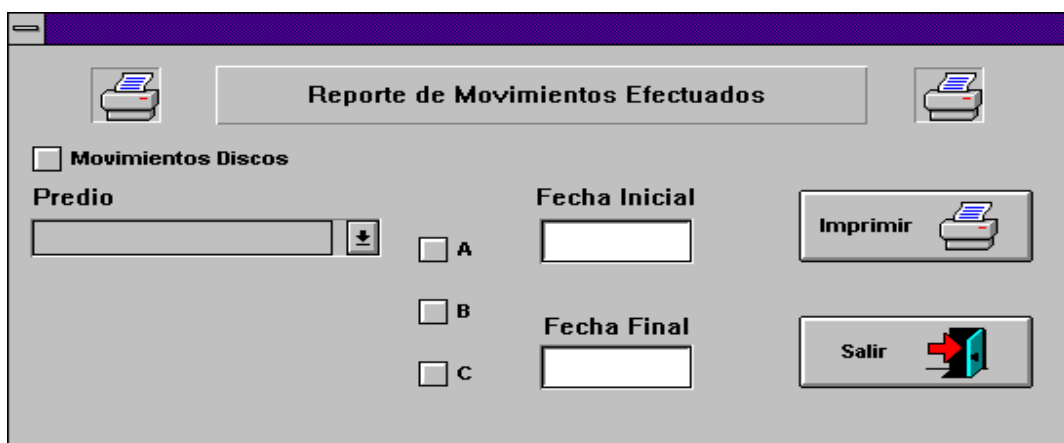 Reporte de Movimientos Efectuados
Movimientos Discos
Predio
A
B
C
Fecha Inicial
Fecha Final
Imprimir
Salir